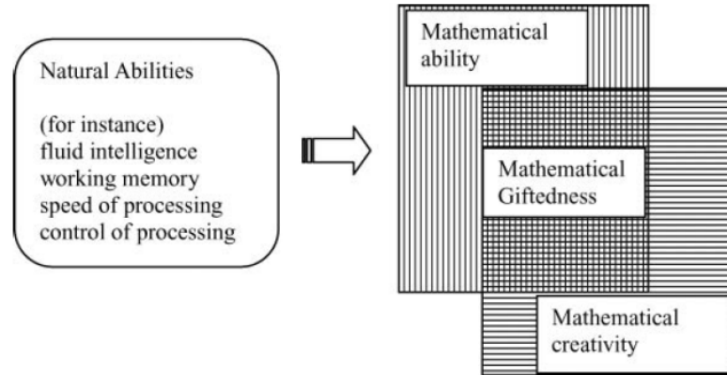 Natural Abilities
(for instance)
fluid intelligence
working memory
speed of processing
control of processing
Mathematical
ability
Mathematical
Giftedness
Mathematical
creativity